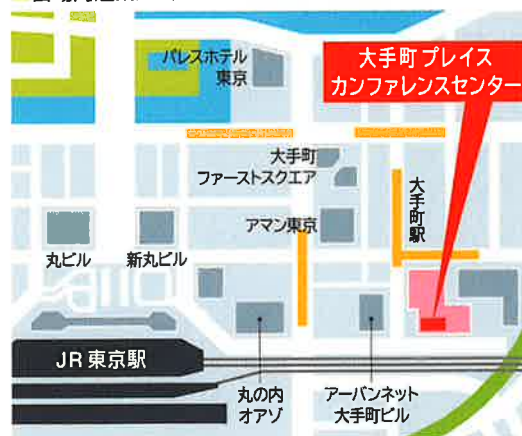 パレスホテル
東京
大手町プレイス
カンファレンスセンター
大手町
ファーストスクエア
大手町駅
アマン東京
丸ビル
新丸ビル
JR東京駅
丸の内
オアゾ
アーバンネット
大手町ビル